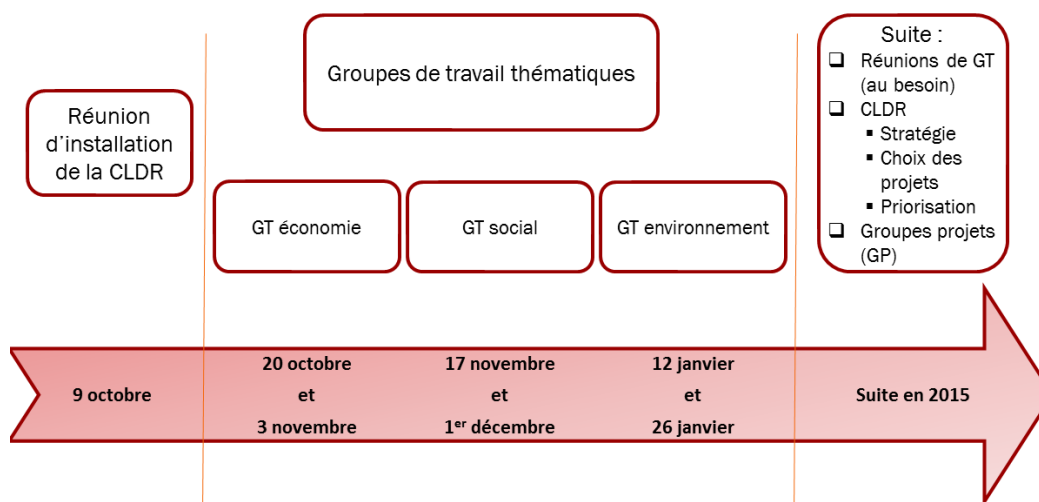 Réunion
d'installation
de la CLDR
Groupes de travail thématiques
GT économie
GT social
GT environnement
Suite :
❑ Réunions de GT
(au besoin)
❑ CLDR
▪ Stratégie
▪ Choix des
projets
▪ Priorisation
❑ Groupes projets
(GP)
9 octobre
20 octobre
et
3 novembre
17 novembre
et
1er décembre
12 janvier
et
26 janvier
Suite en 2015